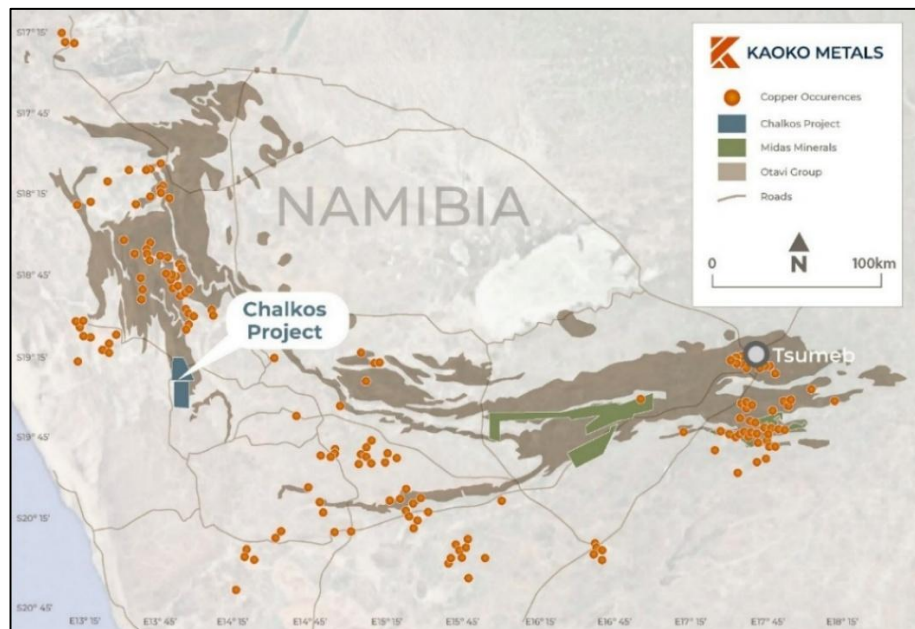 KAOKO METALS
Copper Occurences
Chalkos Project
Midas Minerals
Otavi Group
Roads
N
0
100km
NAMIBIA
Chalkos
Project
Tsumeb
S17° 15'
S17° 45'
S18° 15'
S18° 45'
S19° 15'
S19° 45'
S20° 15'
S20° 45'
E13° 15'
E13° 45'
E14° 15'
E14° 45'
E15° 15'
E15° 45'
E16° 15'
E16° 45'
E17° 15'
E17° 45'
E18° 15'